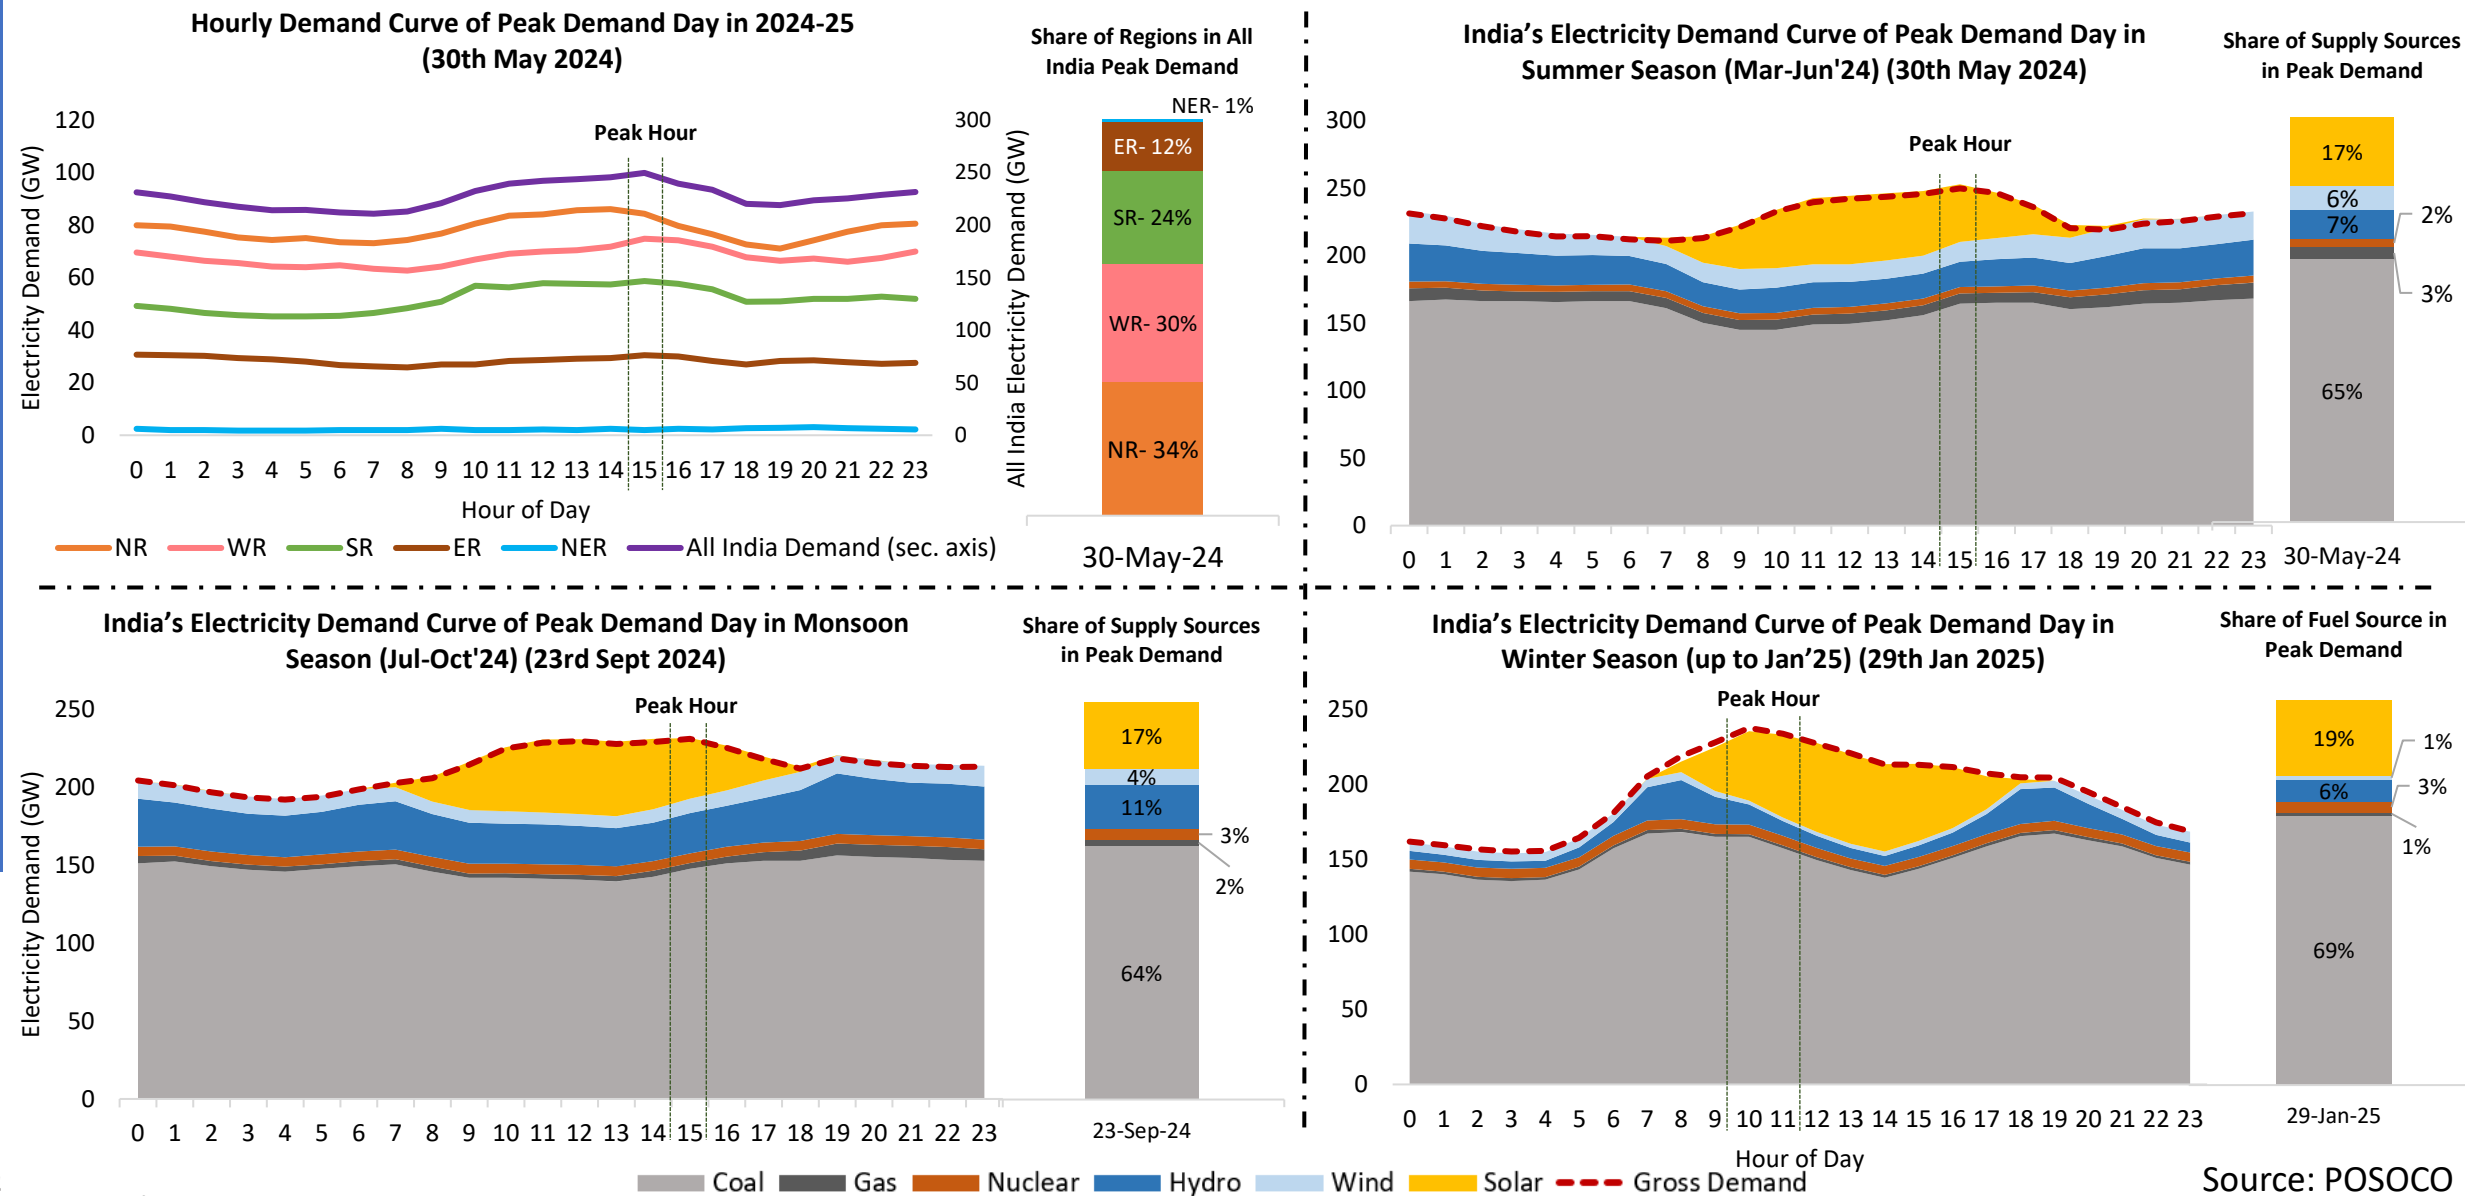 Hourly Demand Curve of Peak Demand Day in 2024-25
(30th May 2024)
Share of Regions in All
India Peak Demand
Electricity Demand (GW)
120
100
80
60
40
20
0
Peak Hour
300
250
200
150
100
50
0
All India Electricity Demand (GW)
0 1 2 3 4 5 6 7 8 9 10 11 12 13 14 15 16 17 18 19 20 21 22 23
Hour of Day
NR WR SR ER NER All India Demand (sec. axis)
NER- 1%
ER- 12%
SR- 24%
WR- 30%
NR- 34%
30-May-24
India’s Electricity Demand Curve of Peak Demand Day in
Summer Season (Mar-Jun'24) (30th May 2024)
Share of Supply Sources
in Peak Demand
300
250
200
150
100
50
0
Peak Hour
0 1 2 3 4 5 6 7 8 9 10 11 12 13 14 15 16 17 18 19 20 21 22 23
17%
6%
7%
2%
3%
65%
30-May-24
India’s Electricity Demand Curve of Peak Demand Day in Monsoon
Season (Jul-Oct'24) (23rd Sept 2024)
Share of Supply Sources
in Peak Demand
Electricity Demand (GW)
250
200
150
100
50
0
Peak Hour
0 1 2 3 4 5 6 7 8 9 10 11 12 13 14 15 16 17 18 19 20 21 22 23
17%
4%
11%
3%
2%
64%
23-Sep-24
India’s Electricity Demand Curve of Peak Demand Day in
Winter Season (up to Jan’25) (29th Jan 2025)
Share of Fuel Source in
Peak Demand
250
200
150
100
50
0
Peak Hour
0 1 2 3 4 5 6 7 8 9 10 11 12 13 14 15 16 17 18 19 20 21 22 23
Hour of Day
19%
1%
6%
3%
1%
69%
29-Jan-25
Coal Gas Nuclear Hydro Wind Solar Gross Demand
Source: POSOCO